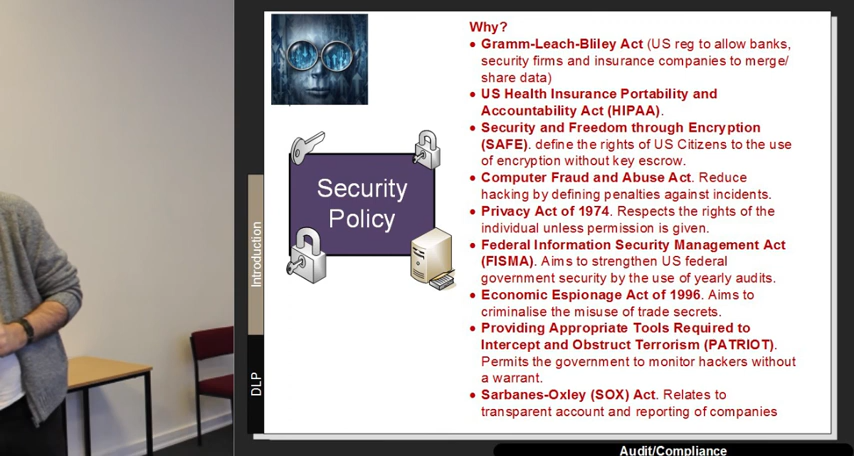 Why?
• Gramm-Leach-Bliley Act (US reg to allow banks,
security firms and insurance companies to merge/
share data)
• US Health Insurance Portability and
Accountability Act (HIPAA).
• Security and Freedom through Encryption
(SAFE). define the rights of US Citizens to the use
of encryption without key escrow.
• Computer Fraud and Abuse Act. Reduce
hacking by defining penalties against incidents.
• Privacy Act of 1974. Respects the rights of the
individual unless permission is given.
• Federal Information Security Management Act
(FISMA). Aims to strengthen US federal
government security by the use of yearly audits.
• Economic Espionage Act of 1996. Aims to
criminalise the misuse of trade secrets.
• Providing Appropriate Tools Required to
Intercept and Obstruct Terrorism (PATRIOT).
Permits the government to monitor hackers without
a warrant.
• Sarbanes-Oxley (SOX) Act. Relates to
transparent account and reporting of companies
Security
Policy
Introduction
DLP
Audit/Compliance